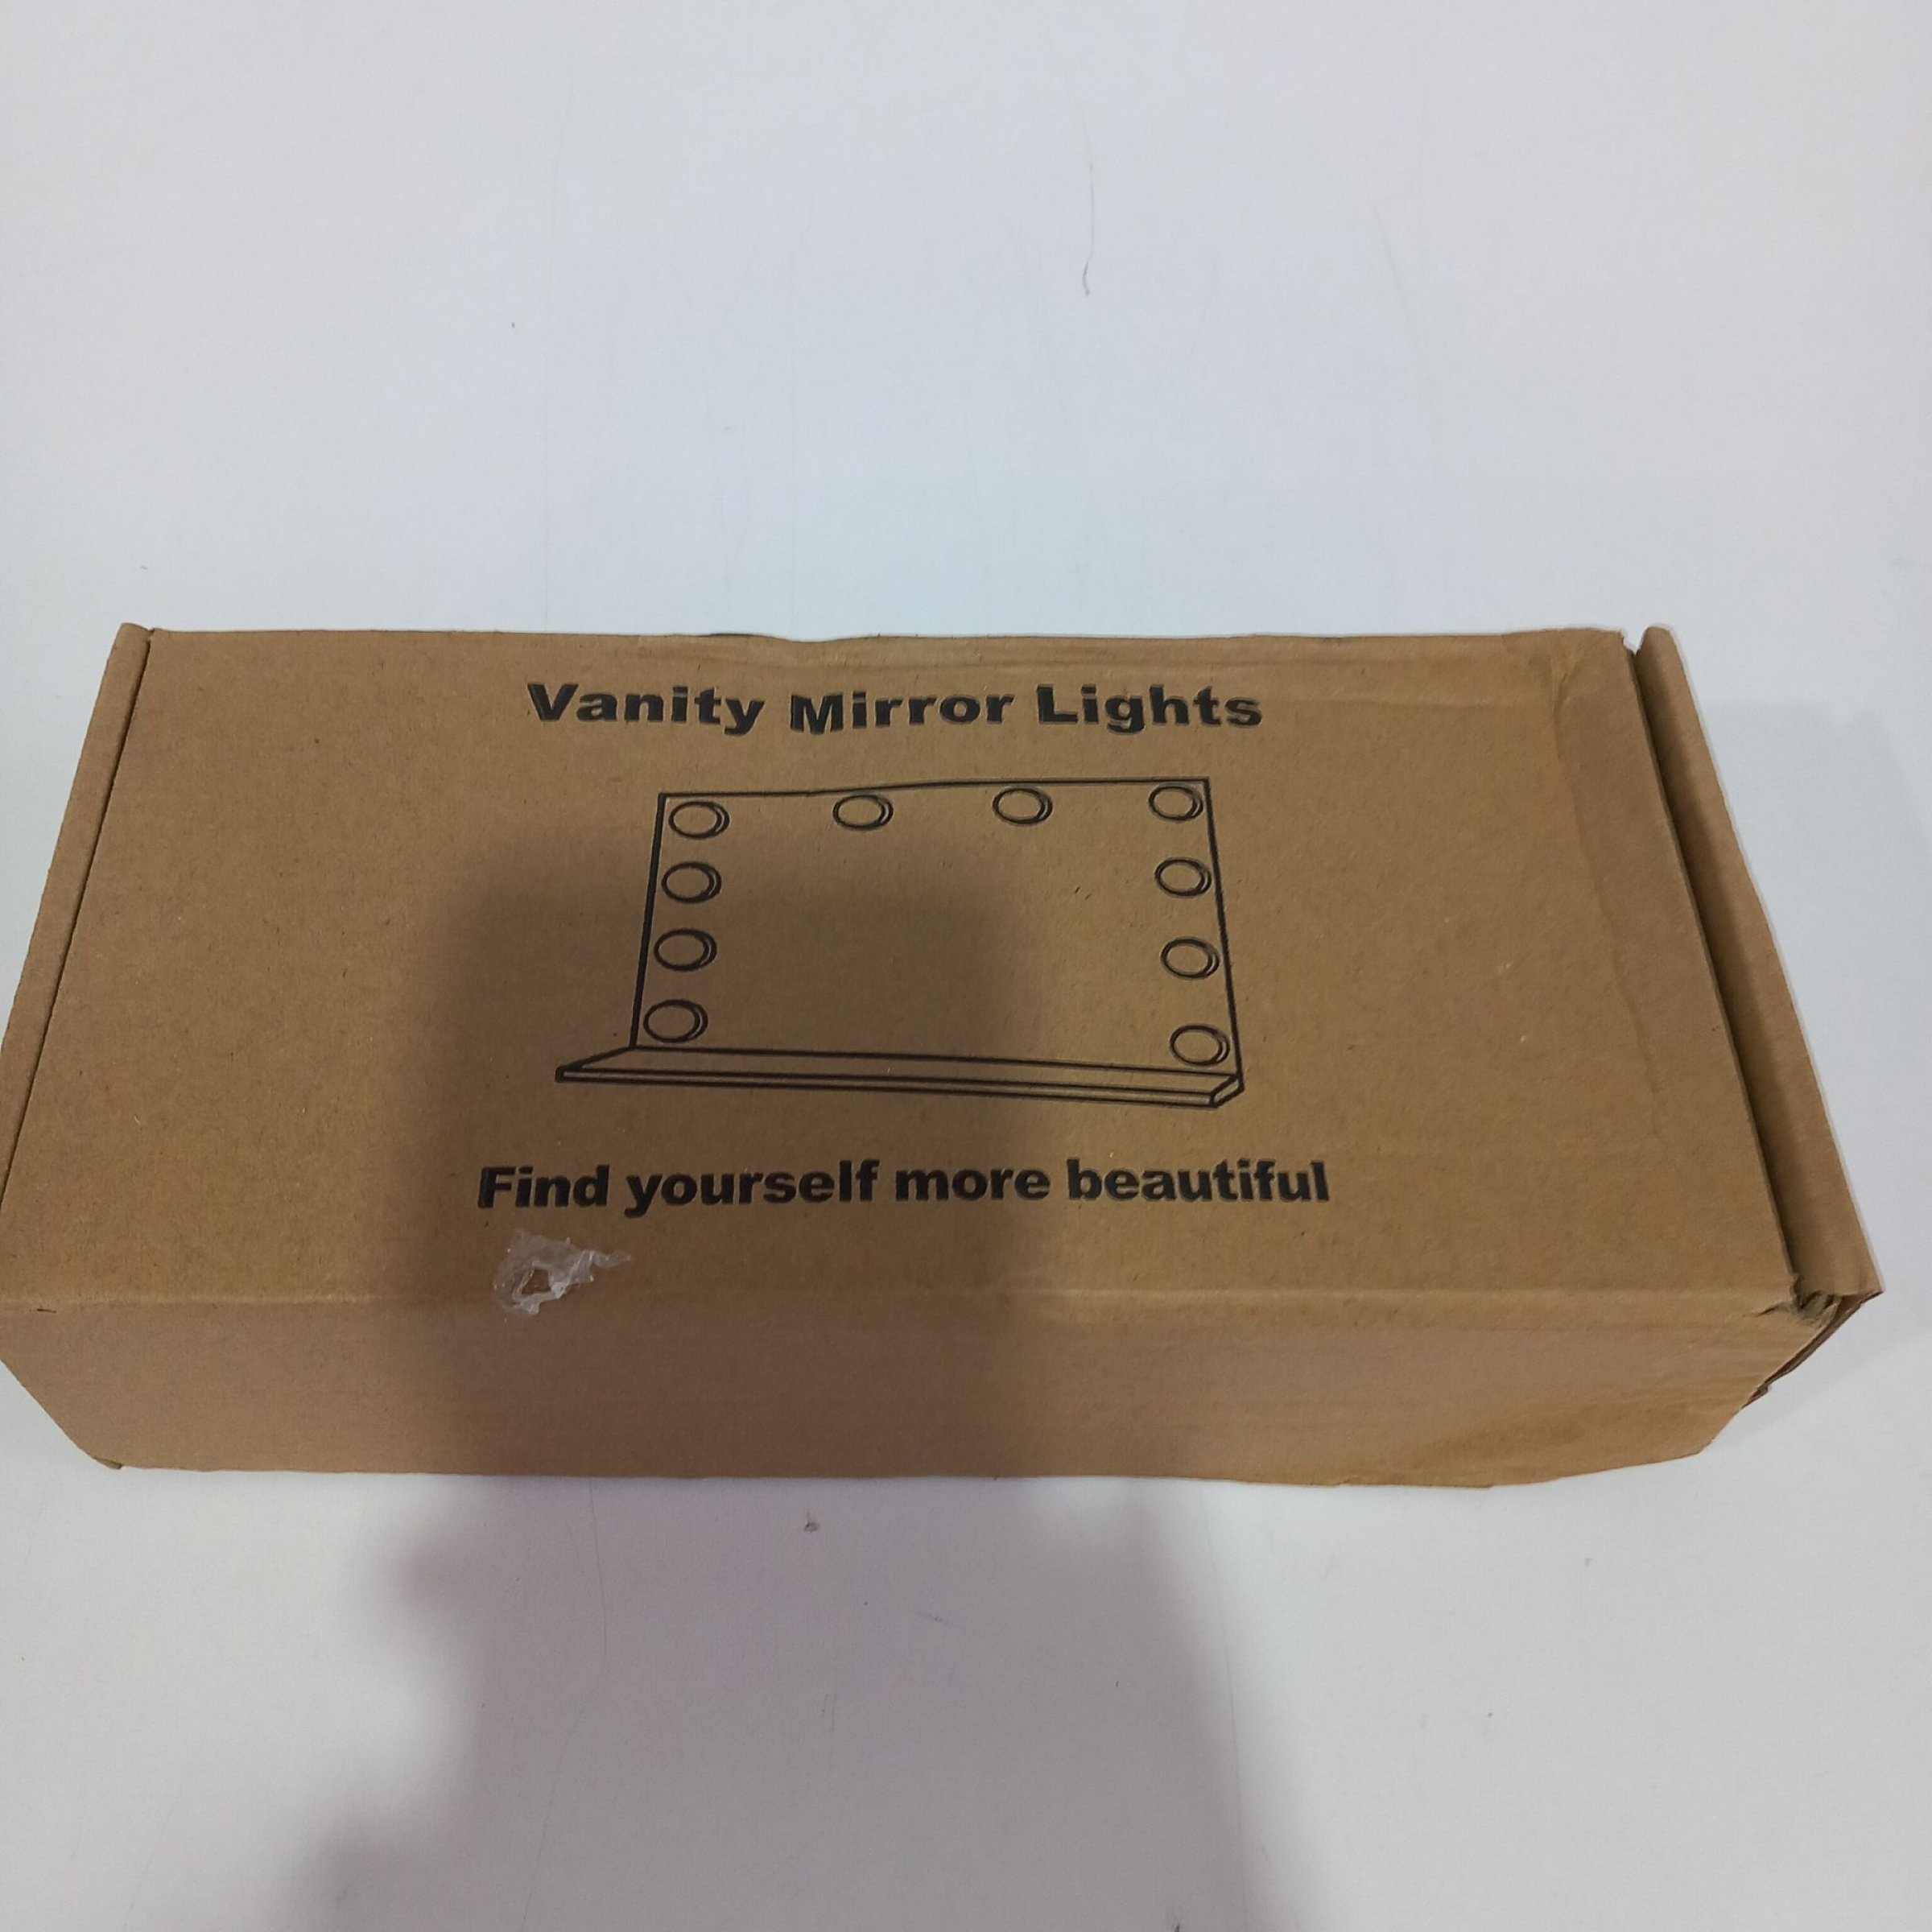 Vanity Mirror Lights
Find yourself more beautiful